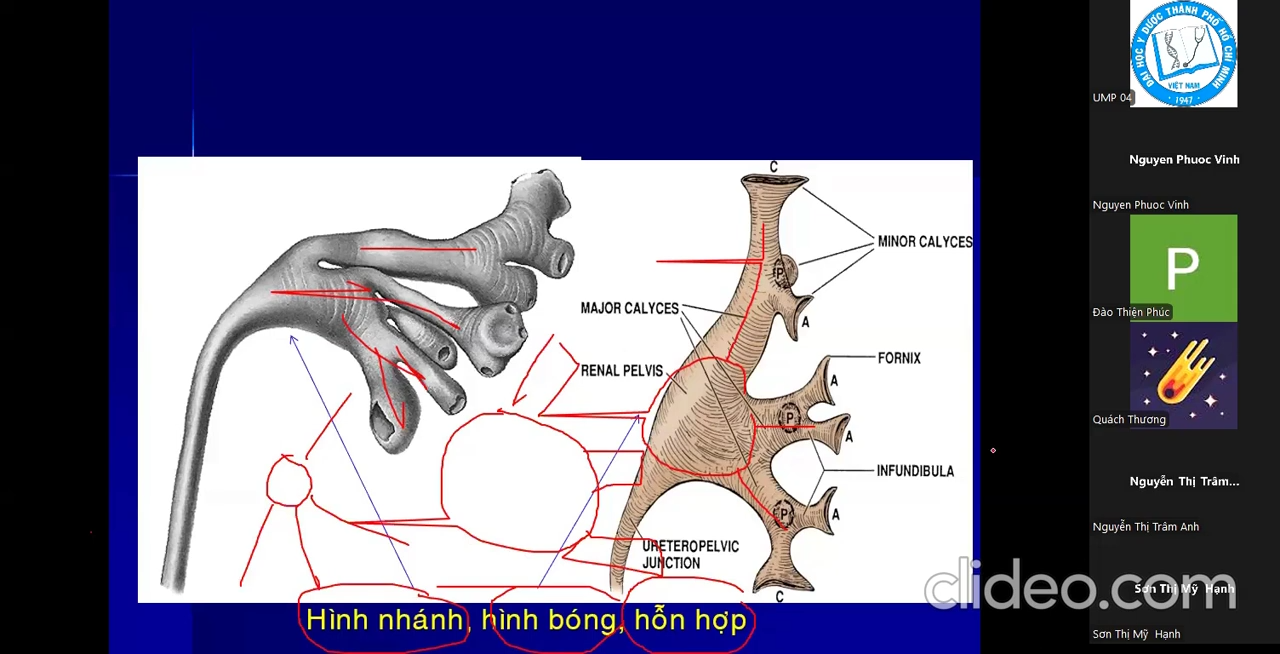 C
MINOR CALYCES
P
MAJOR CALYCES
A
RENAL PELVIS
FORNIX
A
P
A
INFUNDIBULA
P
A
URETEROPELVIC
JUNCTION
C
Hình nhánh, hình bóng, hỗn hợp
ĐẠI HỌC Y DƯỢC THÀNH PHỐ HỒ CHÍ MINH
VIỆT NAM
1947
UMP 04
Nguyen Phuoc Vinh
Nguyen Phuoc Vinh
P
Đào Thiện Phúc
Quách Thương
Nguyễn Thị Trâm...
Nguyễn Thị Trâm Anh
Sơn Thị Mỹ Hạnh
Sơn Thị Mỹ Hạnh
clideo.com